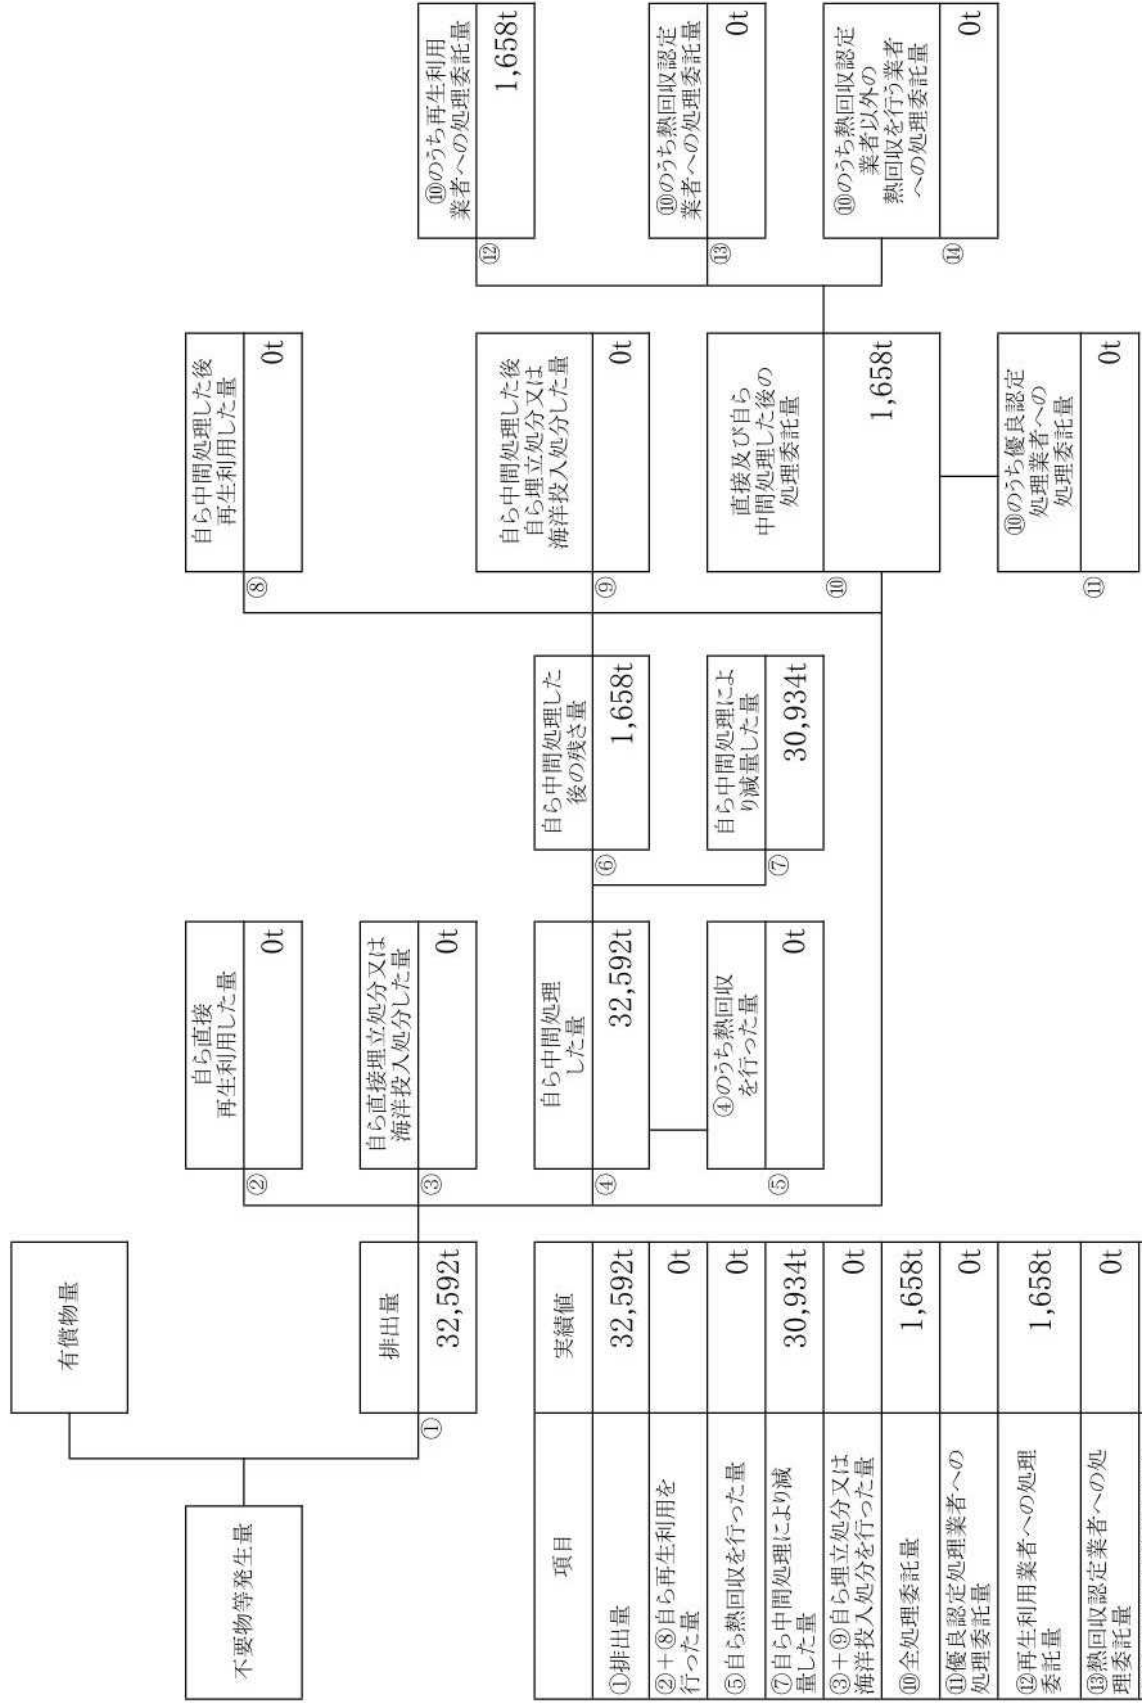 有償物量
不要物等発生量
排出量
①
32,592t
自ら直接
再生利用した量
②
0t
自ら直接埋立処分又は
海洋投入処分した量
③
0t
自ら中間処理
した量
④
32,592t
④のうち熱回収
を行った量
⑤
0t
自ら中間処理した
後の残さ量
⑥
1,658t
自ら中間処理によ
り減量した量
⑦
30,934t
自ら中間処理した後
再生利用した量
⑧
0t
自ら中間処理した後
自ら埋立処分又は
海洋投入処分した量
⑨
0t
直接及び自ら
中間処理した後の
処理委託量
⑩
1,658t
⑩のうち優良認定
処理業者への
処理委託量
⑪
0t
⑩のうち再生利用
業者への処理委託量
⑫
1,658t
⑩のうち熱回収認定
業者への処理委託量
⑬
0t
⑩のうち熱回収認定
業者以外の
熱回収を行う業者
への処理委託量
⑭
0t
項目 実績値
①排出量 32,592t
②+⑧自ら再生利用を
行った量 0t
⑤自ら熱回収を行った量 0t
⑦自ら中間処理により減
量した量 30,934t
③+⑨自ら埋立処分又は
海洋投入処分を行った量 0t
⑩全処理委託量 1,658t
⑪優良認定処理業者への
処理委託量 0t
⑫再生利用業者への処理
委託量 1,658t
⑬熱回収認定業者への処
理委託量 0t